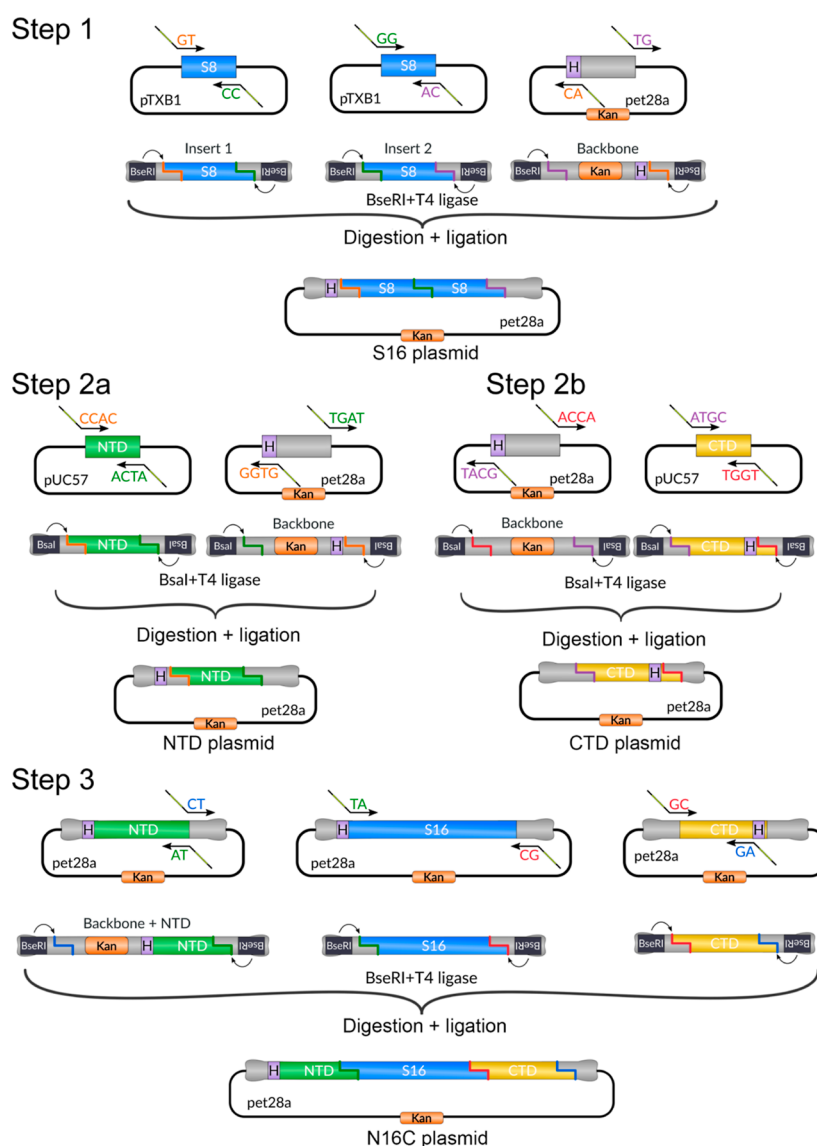 Step 1
GT GG TG
S8 S8 H
CC AC CA
pTXB1 pTXB1 pet28a
Kan
Insert 1 Insert 2 Backbone
BseRI S8 BseRI BseRI S8 BseRI BseRI Kan H BseRI
BseRI+T4 ligase
Digestion + ligation
H S8 S8
pet28a
Kan
S16 plasmid
Step 2a Step 2b
CCAC TGAT ACCA ATGC
NTD H H CTD
pUC57 ACTA GGTG pet28a TACG pet28a pUC57 TGGT
Kan Kan
Backbone Backbone
BsaI NTD BsaI BsaI Kan H BsaI BsaI Kan BsaI BsaI CTD H BsaI
BsaI+T4 ligase BsaI+T4 ligase
Digestion + ligation Digestion + ligation
H NTD CTD H
pet28a pet28a
Kan Kan
NTD plasmid CTD plasmid
Step 3
CT TA GC
H NTD H S16 CTD H
AT CG GA
pet28a pet28a pet28a
Kan Kan Kan
Backbone + NTD
BseRI Kan H NTD BseRI BseRI S16 BseRI BseRI CTD BseRI
BseRI+T4 ligase
Digestion + ligation
H NTD S16 CTD
pet28a
Kan
N16C plasmid